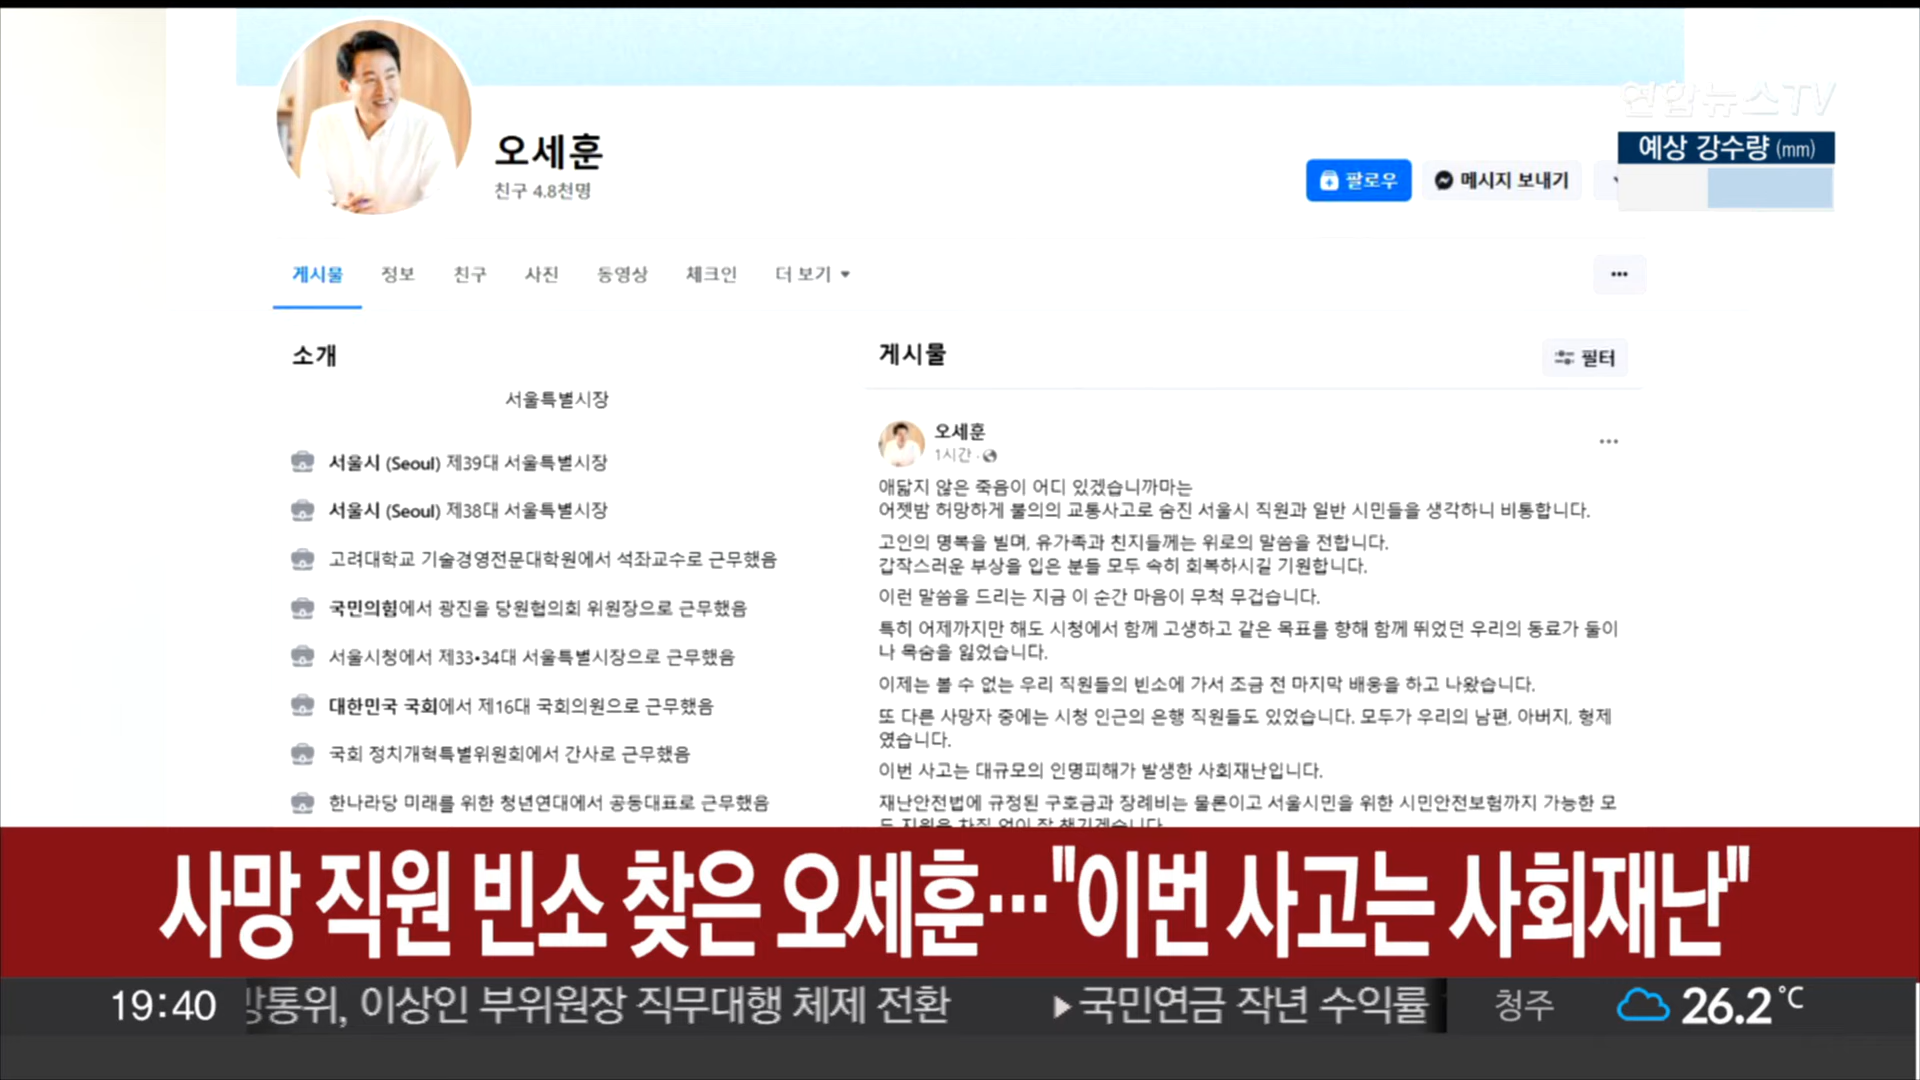 연합뉴스TV
예상 강수량 (mm)
오세훈
친구 4.8천명
팔로우
메시지 보내기
게시물
정보
친구
사진
동영상
체크인
더 보기
소개
서울특별시장
서울시 (Seoul) 제39대 서울특별시장
서울시 (Seoul) 제38대 서울특별시장
고려대학교 기술경영전문대학원에서 석좌교수로 근무했음
국민의힘에서 광진을 당원협의회 위원장으로 근무했음
서울시청에서 제33•34대 서울특별시장으로 근무했음
대한민국 국회에서 제16대 국회의원으로 근무했음
국회 정치개혁특별위원회에서 간사로 근무했음
한나라당 미래를 위한 청년연대에서 공동대표로 근무했음
게시물
필터
오세훈
1시간 ·
애닯지 않은 죽음이 어디 있겠습니까마는
어젯밤 허망하게 불의의 교통사고로 숨진 서울시 직원과 일반 시민들을 생각하니 비통합니다.
고인의 명복을 빌며, 유가족과 친지들께는 위로의 말씀을 전합니다.
갑작스러운 부상을 입은 분들 모두 속히 회복하시길 기원합니다.
이런 말씀을 드리는 지금 이 순간 마음이 무척 무겁습니다.
특히 어제까지만 해도 시청에서 함께 고생하고 같은 목표를 향해 함께 뛰었던 우리의 동료가 둘이
나 목숨을 잃었습니다.
이제는 볼 수 없는 우리 직원들의 빈소에 가서 조금 전 마지막 배웅을 하고 나왔습니다.
또 다른 사망자 중에는 시청 인근의 은행 직원들도 있었습니다. 모두가 우리의 남편, 아버지, 형제
였습니다.
이번 사고는 대규모의 인명피해가 발생한 사회재난입니다.
재난안전법에 규정된 구호금과 장례비는 물론이고 서울시민을 위한 시민안전보험까지 가능한 모
든 지원을 차질 없이 잘 챙기겠습니다.
사망 직원 빈소 찾은 오세훈…"이번 사고는 사회재난"
19:40
방통위, 이상인 부위원장 직무대행 체제 전환
▶국민연금 작년 수익률
청주
26.2℃